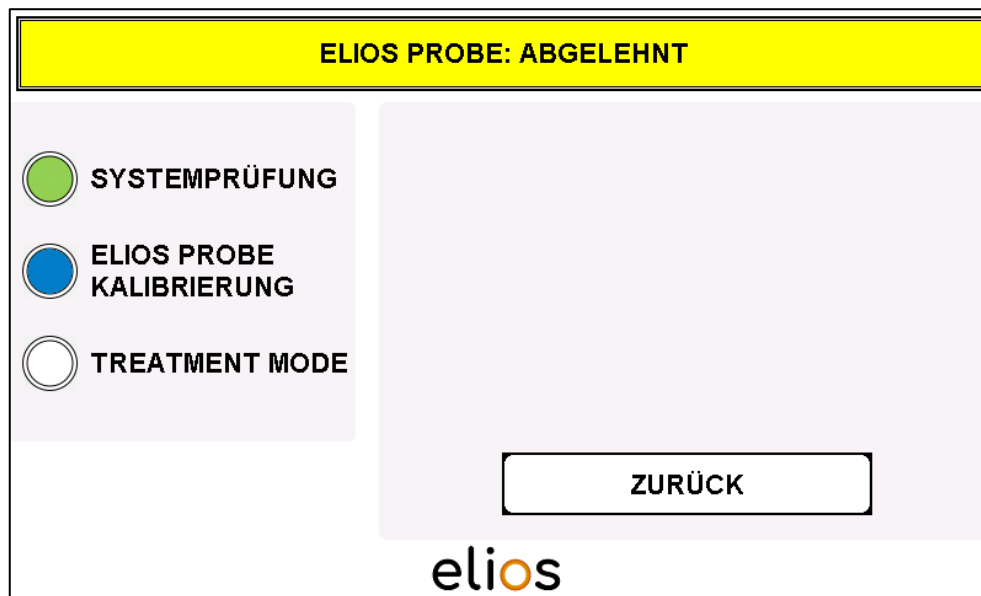 ELIOS PROBE: ABGELEHNT
SYSTEMPRÜFUNG
ELIOS PROBE
KALIBRIERUNG
TREATMENT MODE
ZURÜCK
elios